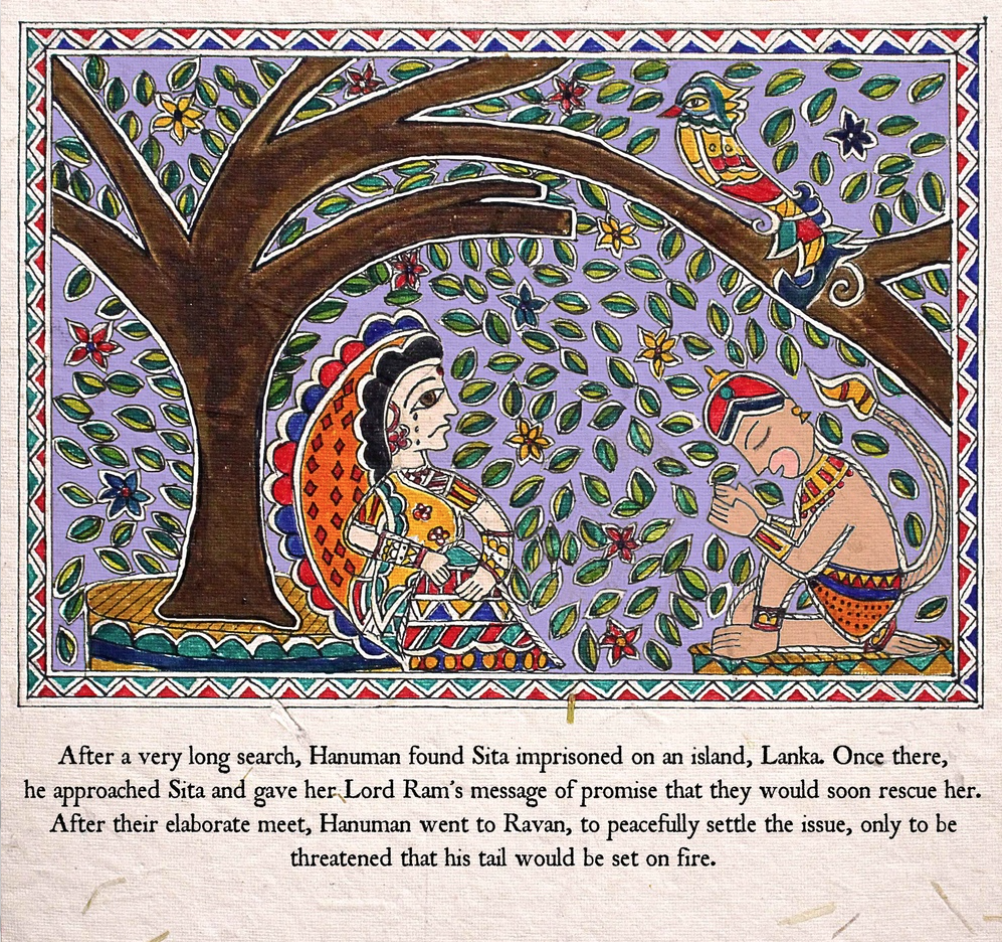 After a very long search, Hanuman found Sita imprisoned on an island, Lanka. Once there,
he approached Sita and gave her Lord Ram's message of promise that they would soon rescue her.
After their elaborate meet, Hanuman went to Ravan, to peacefully settle the issue, only to be
threatened that his tail would be set on fire.